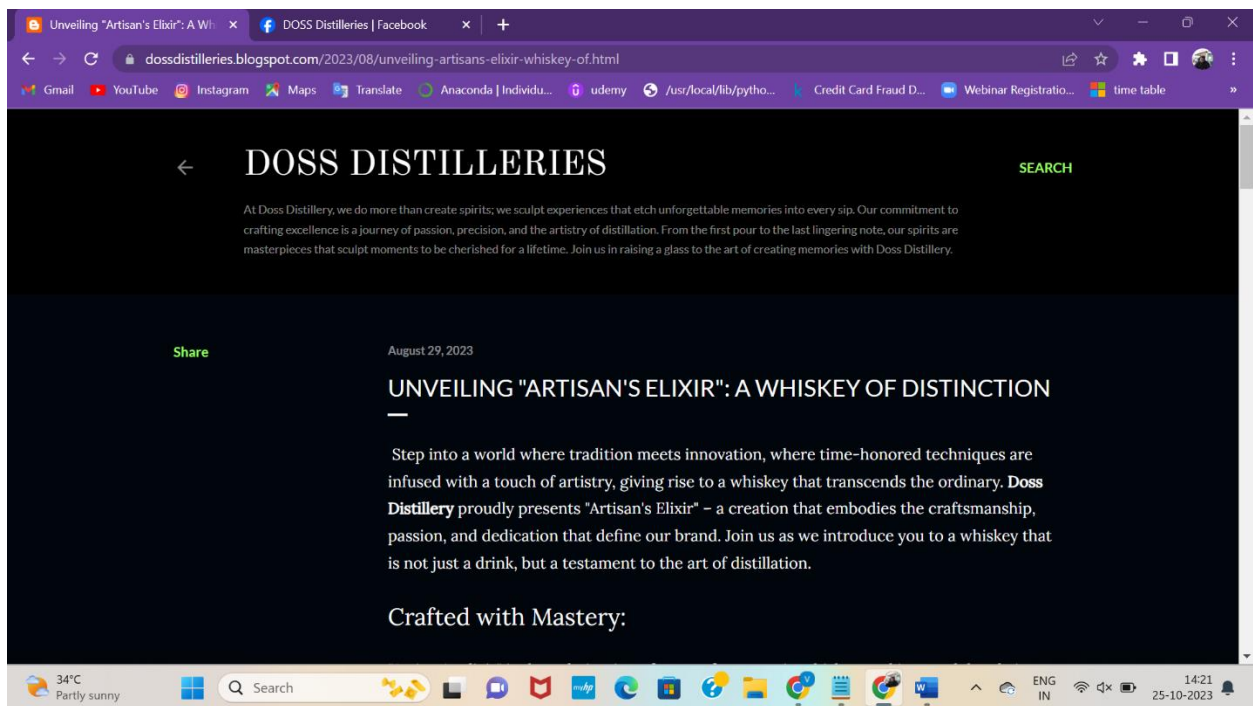 Unveiling "Artisan's Elixir": A Wh
DOSS Distilleries | Facebook
dossdistilleries.blogspot.com/2023/08/unveiling-artisans-elixir-whiskey-of.html
Gmail YouTube Instagram Maps Translate Anaconda | Individu... udemy /usr/local/lib/pytho... Credit Card Fraud D... Webinar Registratio... time table »
DOSS DISTILLERIES
SEARCH
At Doss Distillery, we do more than create spirits; we sculpt experiences that etch unforgettable memories into every sip. Our commitment to
crafting excellence is a journey of passion, precision, and the artistry of distillation. From the first pour to the last lingering note, our spirits are
masterpieces that sculpt moments to be cherished for a lifetime. Join us in raising a glass to the art of creating memories with Doss Distillery.
Share
August 29, 2023
UNVEILING "ARTISAN'S ELIXIR": A WHISKEY OF DISTINCTION
Step into a world where tradition meets innovation, where time-honored techniques are
infused with a touch of artistry, giving rise to a whiskey that transcends the ordinary. Doss
Distillery proudly presents "Artisan's Elixir" – a creation that embodies the craftsmanship,
passion, and dedication that define our brand. Join us as we introduce you to a whiskey that
is not just a drink, but a testament to the art of distillation.
Crafted with Mastery:
34°C
Partly sunny
Search
myhp
ENG
IN
14:21
25-10-2023